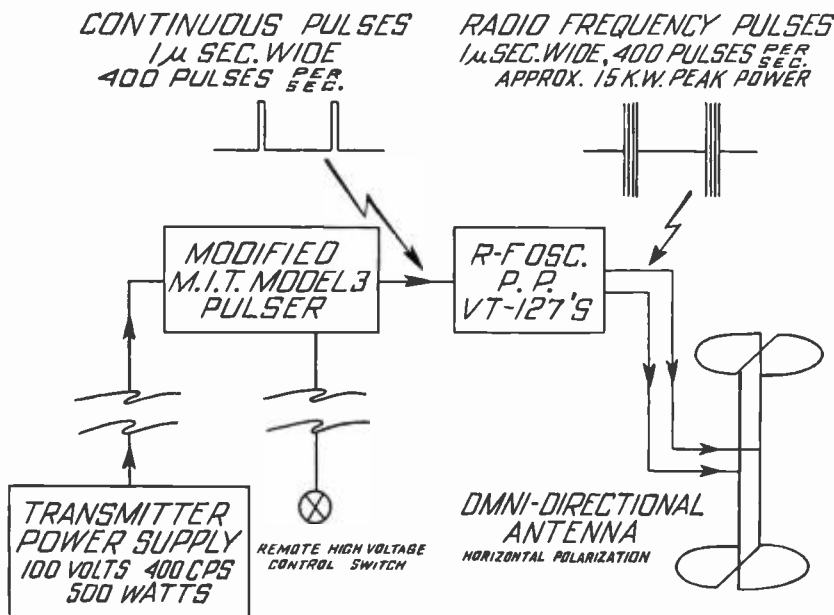 CONTINUOUS PULSES
1 μ SEC. WIDE
400 PULSES PER SEC.
RADIO FREQUENCY PULSES
1 μ SEC. WIDE, 400 PULSES PER SEC.
APPROX. 15 K.W. PEAK POWER
MODIFIED
M.I.T. MODEL 3
PULSER
R-F OSC.
P. P.
VT-127'S
TRANSMITTER
POWER SUPPLY
100 VOLTS 400 CPS
500 WATTS
REMOTE HIGH VOLTAGE
CONTROL SWITCH
OMNI-DIRECTIONAL
ANTENNA
HORIZONTAL POLARIZATION